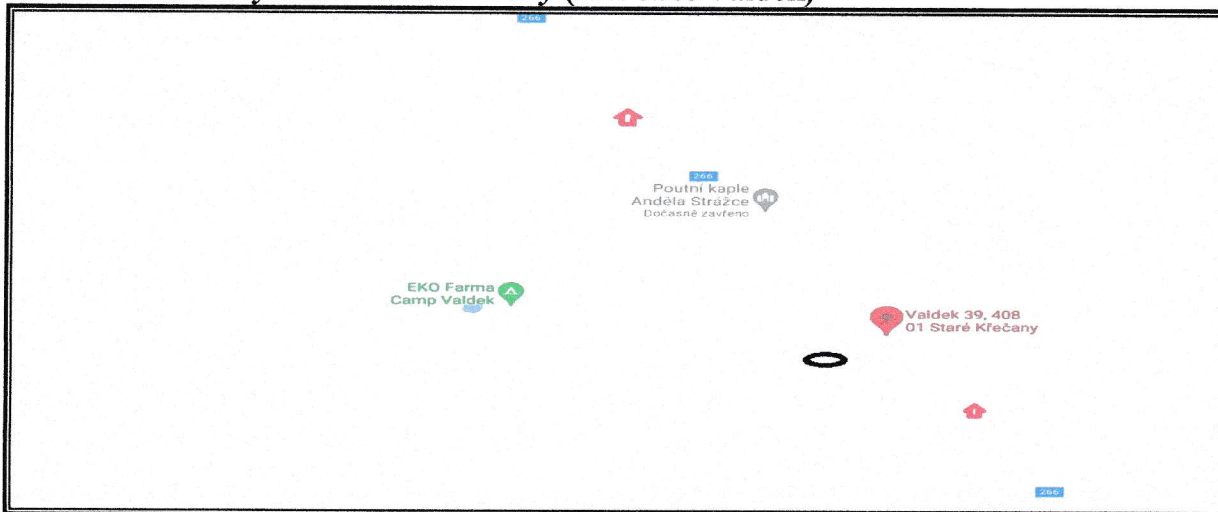 266
266
Poutní kaple
Anděla Strážce
Dočasně zavřeno
EKO Farma
Camp Valdek
Valdek 39, 408
01 Staré Křečany
266